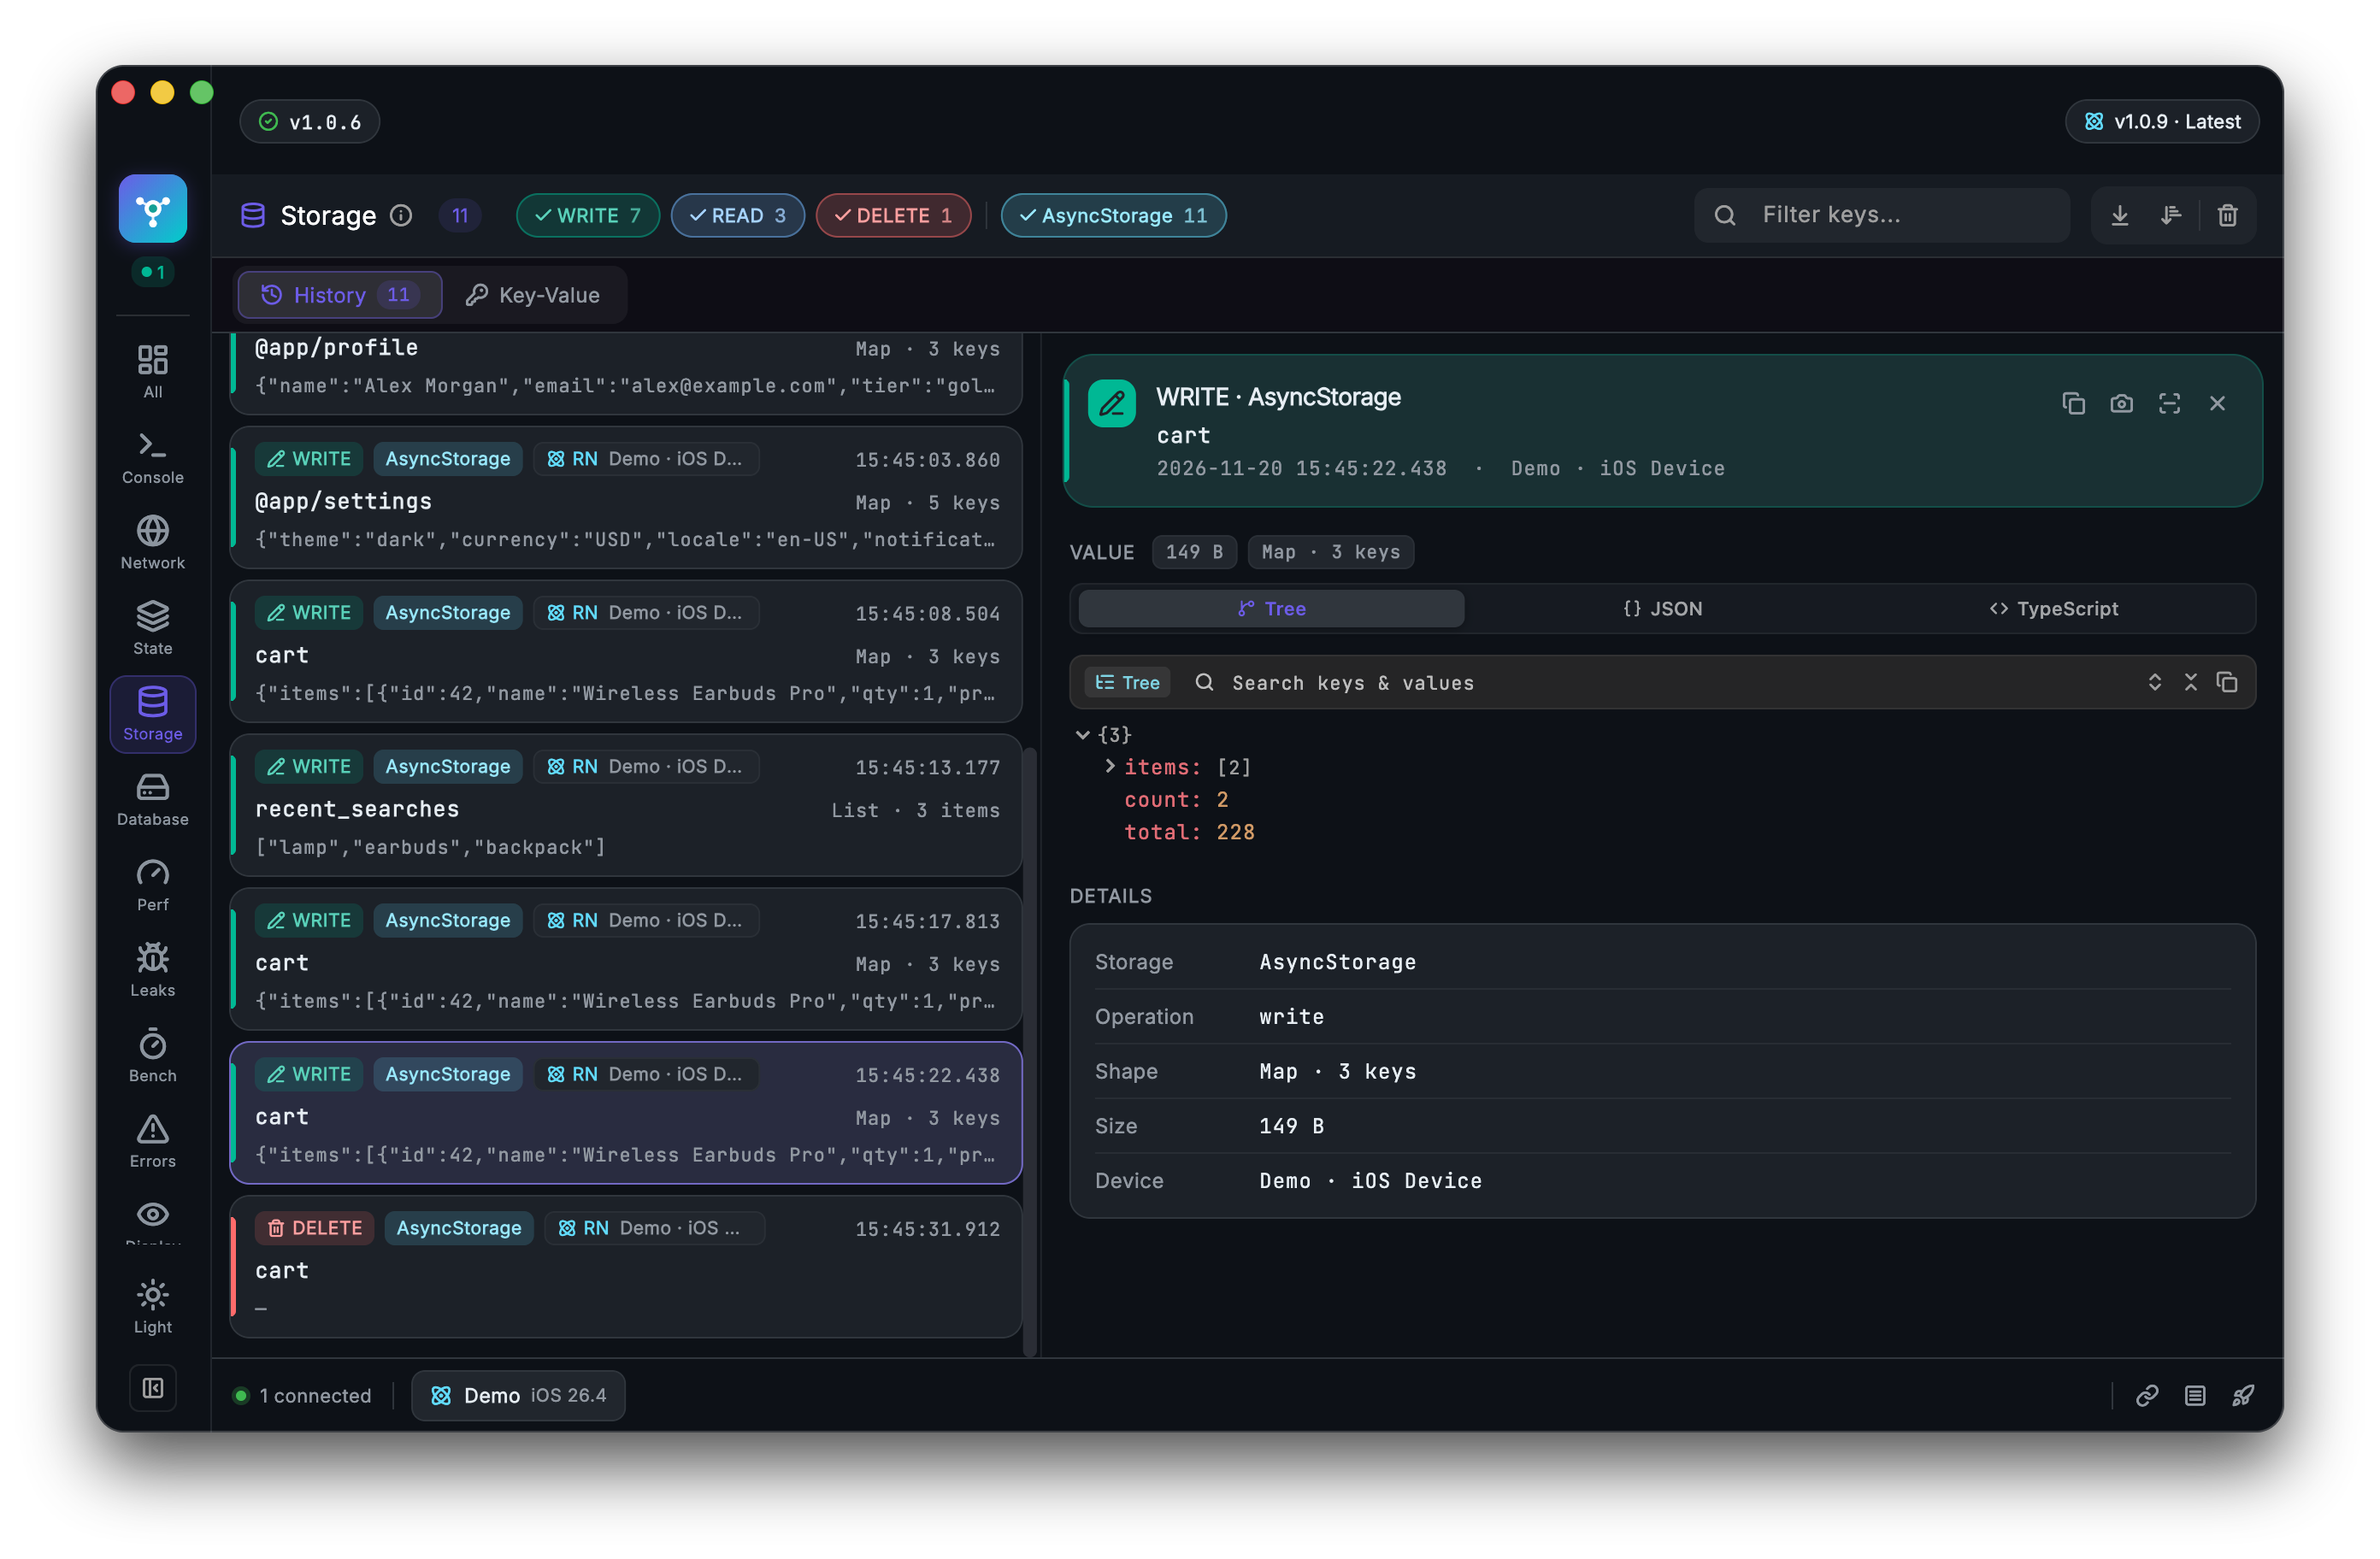 v1.0.6
v1.0.9 · Latest
1
Storage 11 WRITE 7 READ 3 DELETE 1 AsyncStorage 11 Filter keys...
History 11 Key-Value
All
Console
Network
State
Storage
Database
Perf
Leaks
Bench
Errors
Display
Light
@app/profile Map · 3 keys
{"name":"Alex Morgan","email":"alex@example.com","tier":"gol…
WRITE AsyncStorage RN Demo · iOS D… 15:45:03.860
@app/settings Map · 5 keys
{"theme":"dark","currency":"USD","locale":"en-US","notificat…
WRITE AsyncStorage RN Demo · iOS D… 15:45:08.504
cart Map · 3 keys
{"items":[{"id":42,"name":"Wireless Earbuds Pro","qty":1,"pr…
WRITE AsyncStorage RN Demo · iOS D… 15:45:13.177
recent_searches List · 3 items
["lamp","earbuds","backpack"]
WRITE AsyncStorage RN Demo · iOS D… 15:45:17.813
cart Map · 3 keys
{"items":[{"id":42,"name":"Wireless Earbuds Pro","qty":1,"pr…
WRITE AsyncStorage RN Demo · iOS D… 15:45:22.438
cart Map · 3 keys
{"items":[{"id":42,"name":"Wireless Earbuds Pro","qty":1,"pr…
DELETE AsyncStorage RN Demo · iOS … 15:45:31.912
cart
—
WRITE · AsyncStorage
cart
2026-11-20 15:45:22.438 · Demo · iOS Device
VALUE 149 B Map · 3 keys
Tree {} JSON <> TypeScript
Tree Search keys & values
{3}
items: [2]
count: 2
total: 228
DETAILS
Storage AsyncStorage
Operation write
Shape Map · 3 keys
Size 149 B
Device Demo · iOS Device
1 connected Demo iOS 26.4